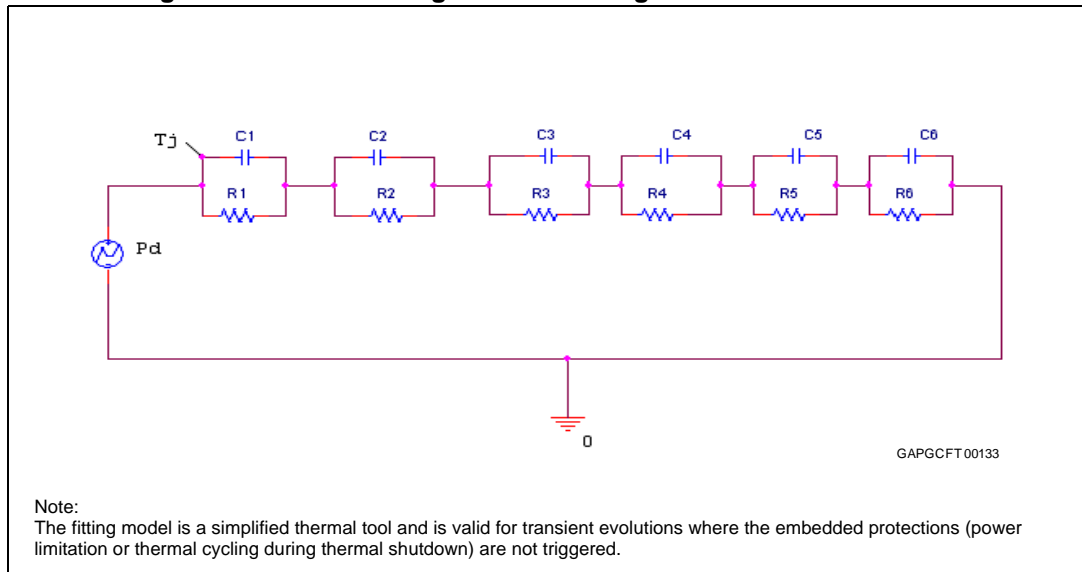 Tj C1 C2 C3 C4 C5 C6
R1 R2 R3 R4 R5 R6
Pd
0
GAPGCFT00133
Note:
The fitting model is a simplified thermal tool and is valid for transient evolutions where the embedded protections (power
limitation or thermal cycling during thermal shutdown) are not triggered.